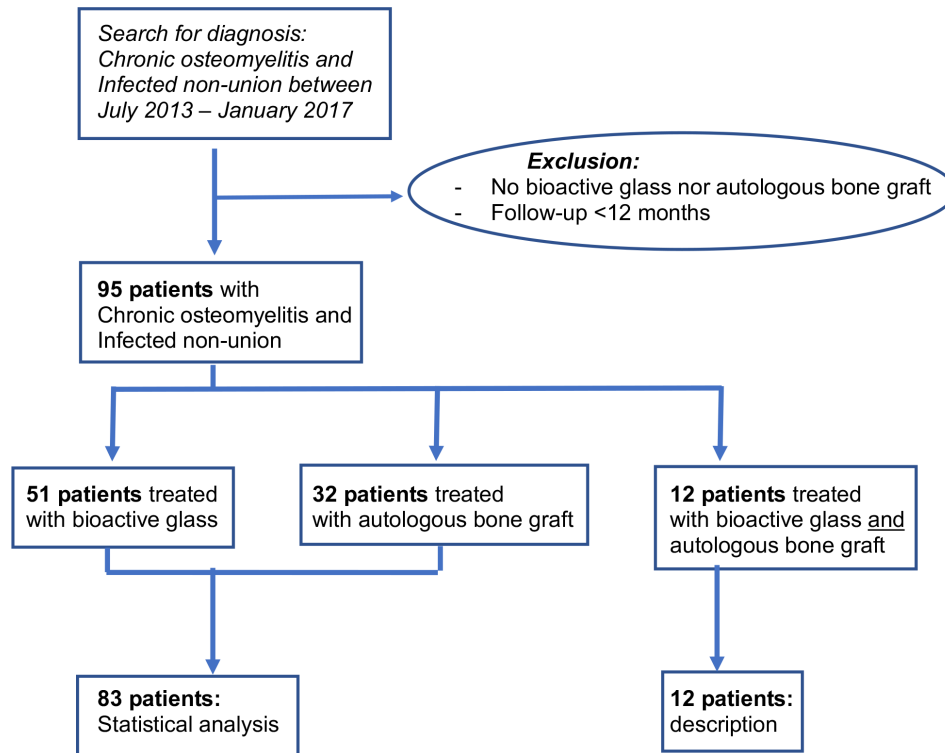 Search for diagnosis:
Chronic osteomyelitis and
Infected non-union between
July 2013 – January 2017
Exclusion:
- No bioactive glass nor autologous bone graft
- Follow-up <12 months
95 patients with
Chronic osteomyelitis and
Infected non-union
51 patients treated
with bioactive glass
32 patients treated
with autologous bone graft
12 patients treated
with bioactive glass and
autologous bone graft
83 patients:
Statistical analysis
12 patients:
description